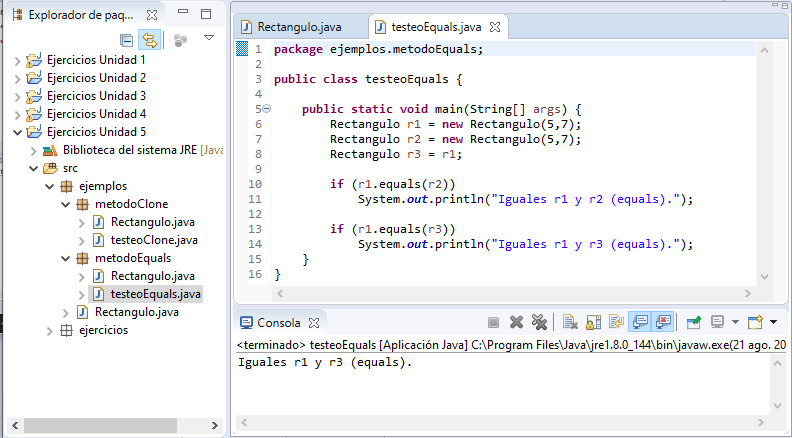 Explorador de paq...
Ejercicios Unidad 1
Ejercicios Unidad 2
Ejercicios Unidad 3
Ejercicios Unidad 4
Ejercicios Unidad 5
Biblioteca del sistema JRE [Java
src
ejemplos
metodoClone
Rectangulo.java
testeoClone.java
metodoEquals
Rectangulo.java
testeoEquals.java
Rectangulo.java
ejercicios
Rectangulo.java testeoEquals.java
1 package ejemplos.metodoEquals;
2
3 public class testeoEquals {
4
5 public static void main(String[] args) {
6 Rectangulo r1 = new Rectangulo(5,7);
7 Rectangulo r2 = new Rectangulo(5,7);
8 Rectangulo r3 = r1;
9
10 if (r1.equals(r2))
11 System.out.println("Iguales r1 y r2 (equals).");
12
13 if (r1.equals(r3))
14 System.out.println("Iguales r1 y r3 (equals).");
15 }
16 }
Consola
<terminado> testeoEquals [Aplicación Java] C:\Program Files\Java\jre1.8.0_144\bin\javaw.exe(21 ago. 20
Iguales r1 y r3 (equals).